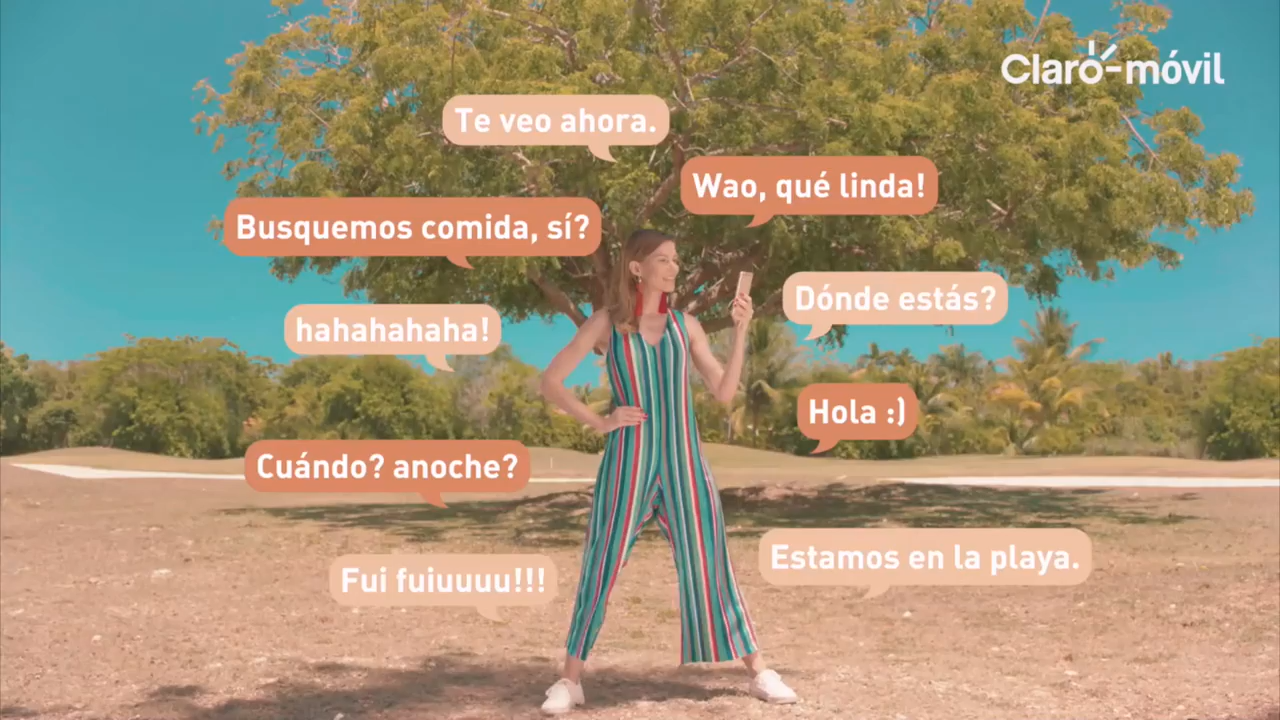 Claro-móvil
Te veo ahora.
Wao, qué linda!
Busquemos comida, sí?
Dónde estás?
hahahahaha!
Hola :)
Cuándo? anoche?
Estamos en la playa.
Fui fuiuuuu!!!